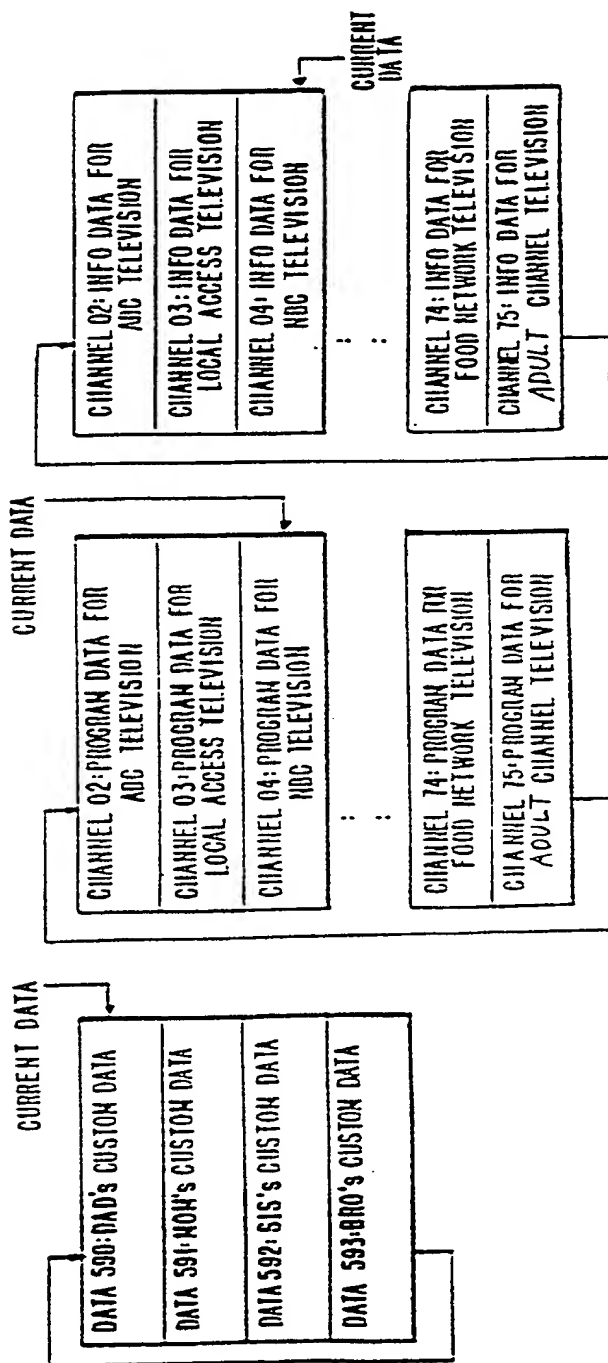 CURRENT DATA
DATA 590:DAD's CUSTOM DATA
DATA 591:MOM's CUSTOM DATA
DATA 592: SIS's CUSTOM DATA
DATA 593:BRO's CUSTOM DATA
CURRENT DATA
CHANNEL 02:PROGRAM DATA FOR
ABC TELEVISION
CHANNEL 03:PROGRAM DATA FOR
LOCAL ACCESS TELEVISION
CHANNEL 04:PROGRAM DATA FOR
NBC TELEVISION
CHANNEL 74:PROGRAM DATA FOR
FOOD NETWORK TELEVISION
CHANNEL 75:PROGRAM DATA FOR
ADULT CHANNEL TELEVISION
CHANNEL 02:INFO DATA FOR
ABC TELEVISION
CHANNEL 03:INFO DATA FOR
LOCAL ACCESS TELEVISION
CHANNEL 04:INFO DATA FOR
NBC TELEVISION
CURRENT
DATA
CHANNEL 74:INFO DATA FOR
FOOD NETWORK TELEVISION
CHANNEL 75:INFO DATA FOR
ADULT CHANNEL TELEVISION